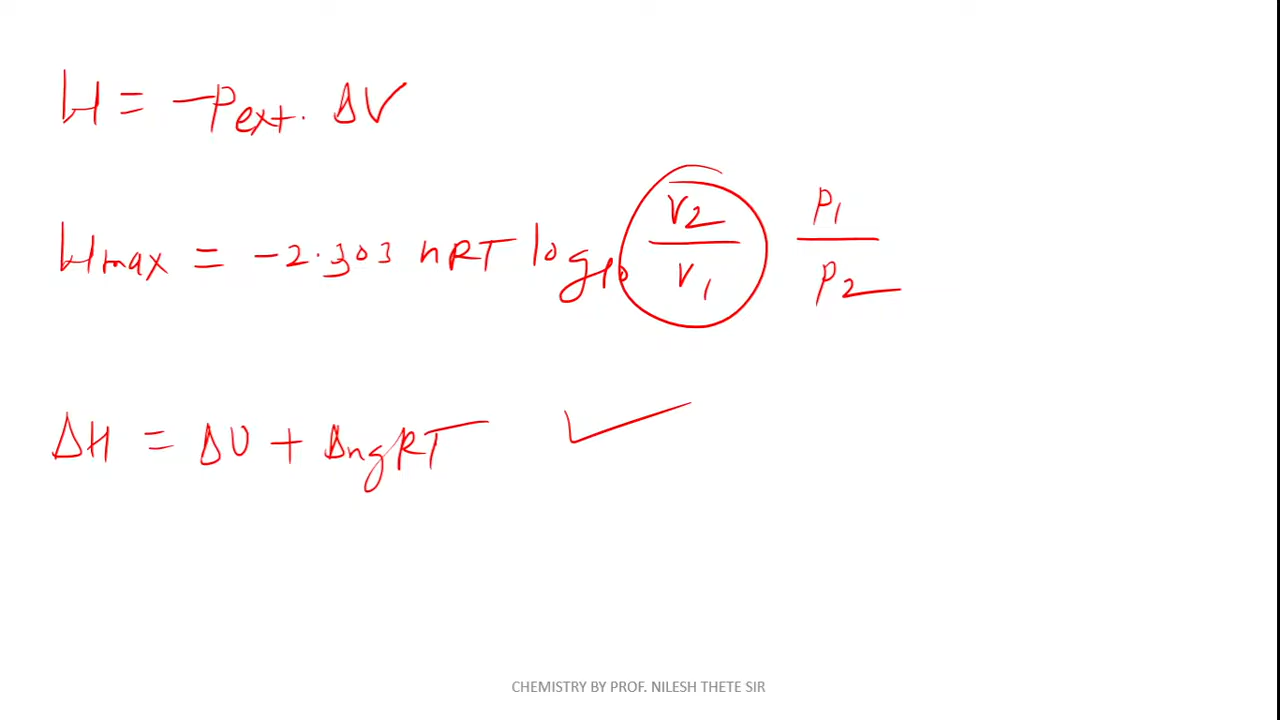 W = -Pext. ΔV
Wmax = -2.303 nRT log10 V2/V1 P1/P2
ΔH = ΔU + ΔngRT ✓
CHEMISTRY BY PROF. NILESH THETE SIR